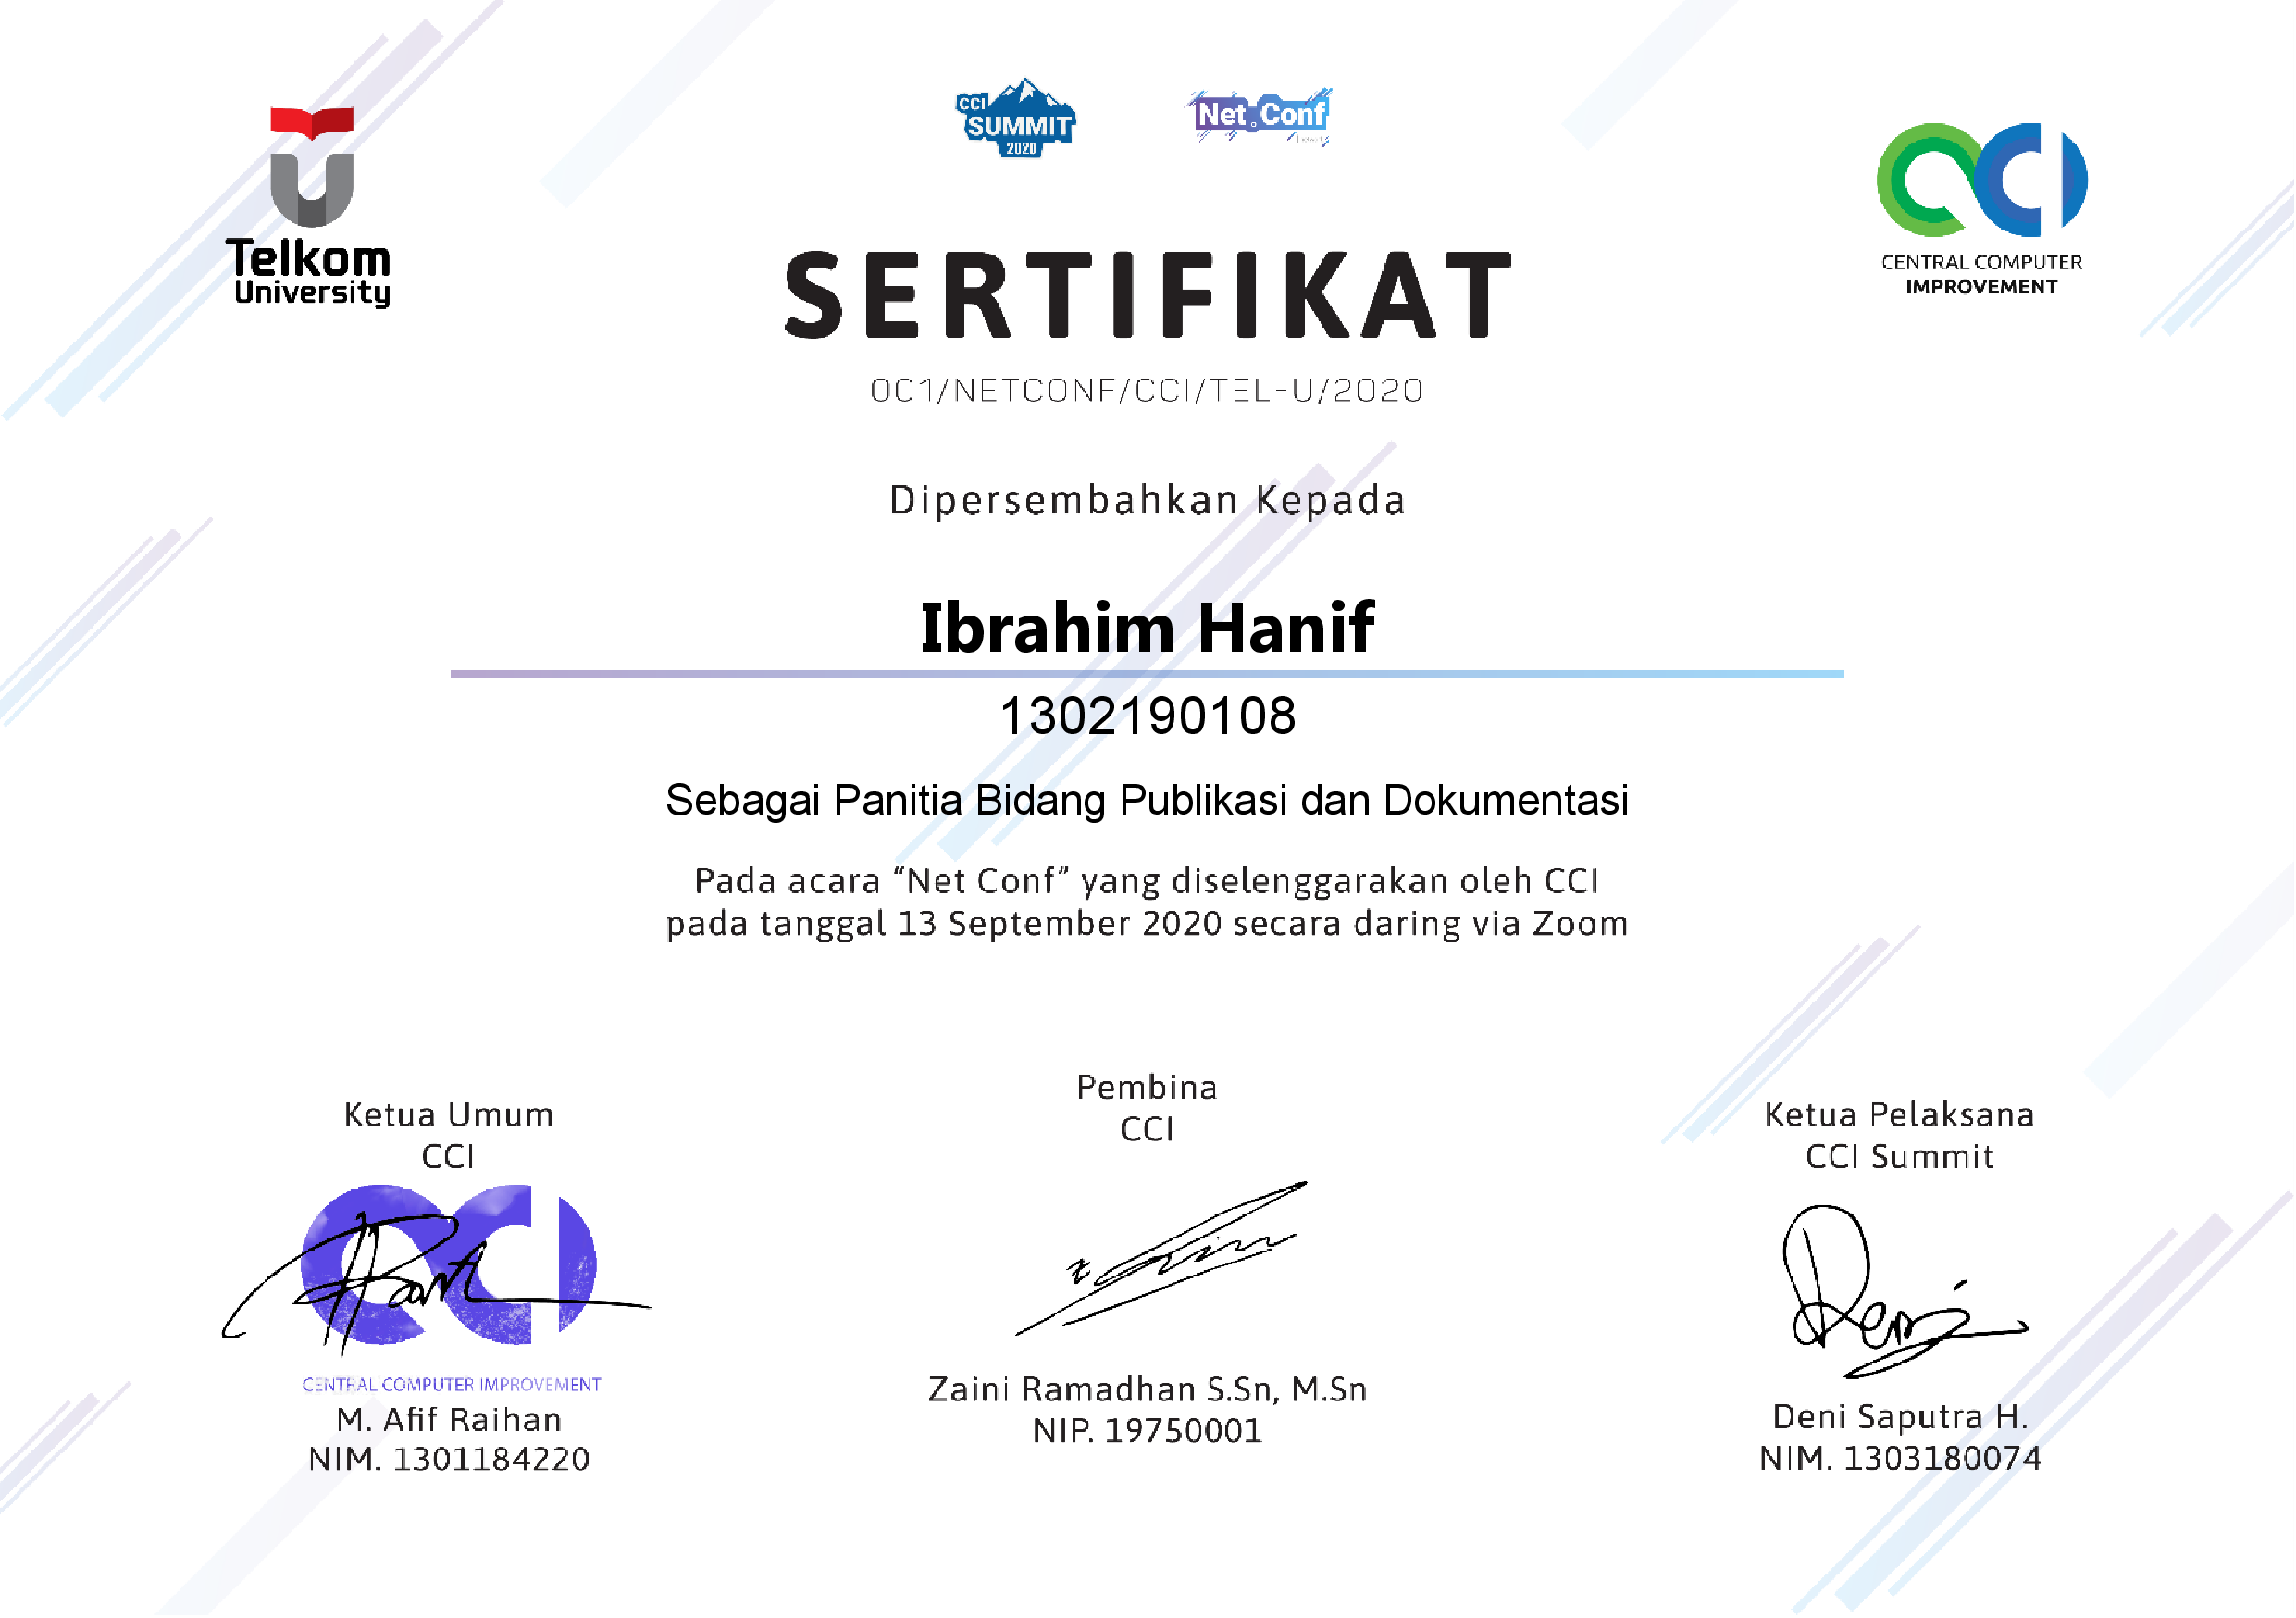 CCI
SUMMIT
2020
Net Conf
Telkom
University
CENTRAL COMPUTER
IMPROVEMENT
SERTIFIKAT
001/NETCONF/CCI/TEL-U/2020
Dipersembahkan Kepada
Ibrahim Hanif
1302190108
Sebagai Panitia Bidang Publikasi dan Dokumentasi
Pada acara “Net Conf” yang diselenggarakan oleh CCI
pada tanggal 13 September 2020 secara daring via Zoom
Ketua Umum
CCI
CENTRAL COMPUTER IMPROVEMENT
M. Afif Raihan
NIM. 1301184220
Pembina
CCI
Zaini Ramadhan S.Sn, M.Sn
NIP. 19750001
Ketua Pelaksana
CCI Summit
Deni Saputra H.
NIM. 1303180074